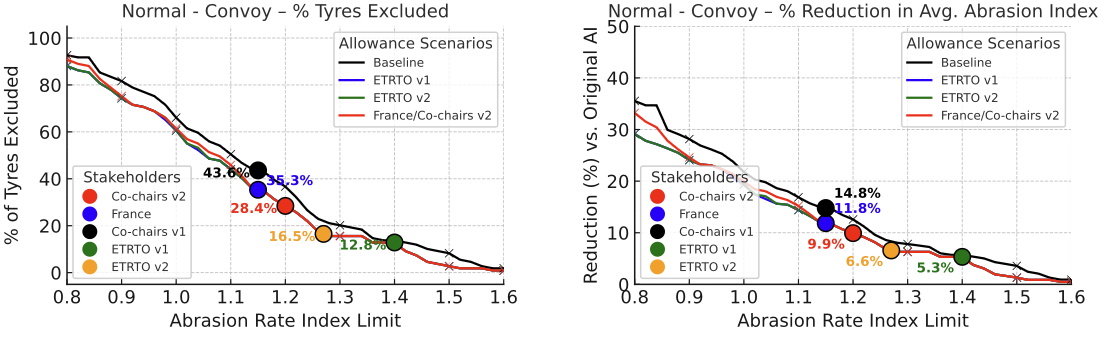 Normal - Convoy – % Tyres Excluded
% of Tyres Excluded
100
80
60
40
20
0
Allowance Scenarios
Baseline
ETRTO v1
ETRTO v2
France/Co-chairs v2
43.6%
35.3%
28.4%
16.5%
12.8%
Stakeholders
Co-chairs v2
France
Co-chairs v1
ETRTO v1
ETRTO v2
0.8 0.9 1.0 1.1 1.2 1.3 1.4 1.5 1.6
Abrasion Rate Index Limit
Normal - Convoy – % Reduction in Avg. Abrasion Index
Reduction (%) vs. Original AI
50
40
30
20
10
0
Allowance Scenarios
Baseline
ETRTO v1
ETRTO v2
France/Co-chairs v2
14.8%
11.8%
9.9%
6.6%
5.3%
Stakeholders
Co-chairs v2
France
Co-chairs v1
ETRTO v1
ETRTO v2
0.8 0.9 1.0 1.1 1.2 1.3 1.4 1.5 1.6
Abrasion Rate Index Limit